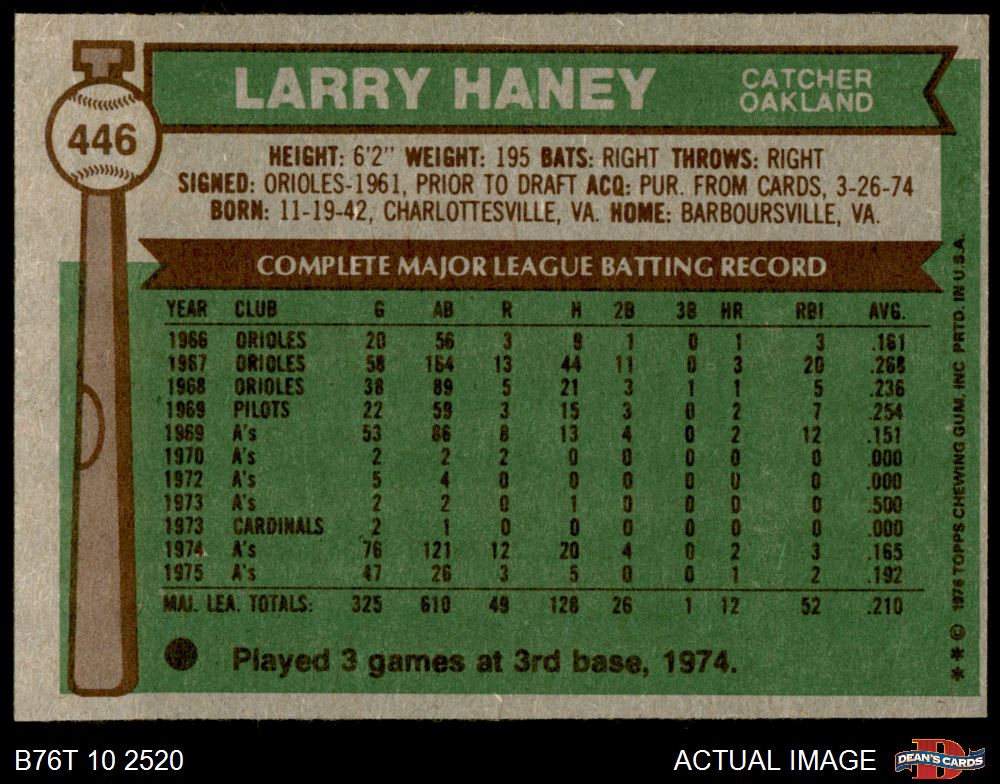 LARRY HANEY
CATCHER
OAKLAND
446
HEIGHT: 6'2" WEIGHT: 195 BATS: RIGHT THROWS: RIGHT
SIGNED: ORIOLES-1961, PRIOR TO DRAFT ACQ: PUR. FROM CARDS, 3-26-74
BORN: 11-19-42, CHARLOTTESVILLE, VA. HOME: BARBOURSVILLE, VA.
COMPLETE MAJOR LEAGUE BATTING RECORD
YEAR CLUB G AB R H 2B 3B HR RBI AVG.
1966 ORIOLES 20 56 3 9 1 0 1 3 .161
1967 ORIOLES 58 164 13 44 11 0 3 20 .268
1968 ORIOLES 38 89 5 21 3 1 1 5 .236
1969 PILOTS 22 59 3 15 3 0 2 7 .254
1969 A's 53 86 8 13 4 0 2 12 .151
1970 A's 2 2 2 0 0 0 0 0 .000
1972 A's 5 4 0 0 0 0 0 0 .000
1973 A's 2 2 0 1 0 0 0 0 .500
1973 CARDINALS 2 1 0 0 0 0 0 0 .000
1974 A's 76 121 12 20 4 0 2 3 .165
1975 A's 47 26 3 5 0 0 1 2 .192
MAJ. LEA. TOTALS: 325 610 49 128 26 1 12 52 .210
Played 3 games at 3rd base, 1974.
** © 1976 TOPPS CHEWING GUM, INC PRTD. IN U.S.A.
B76T 10 2520
ACTUAL IMAGE
D
DEAN'S CARDS